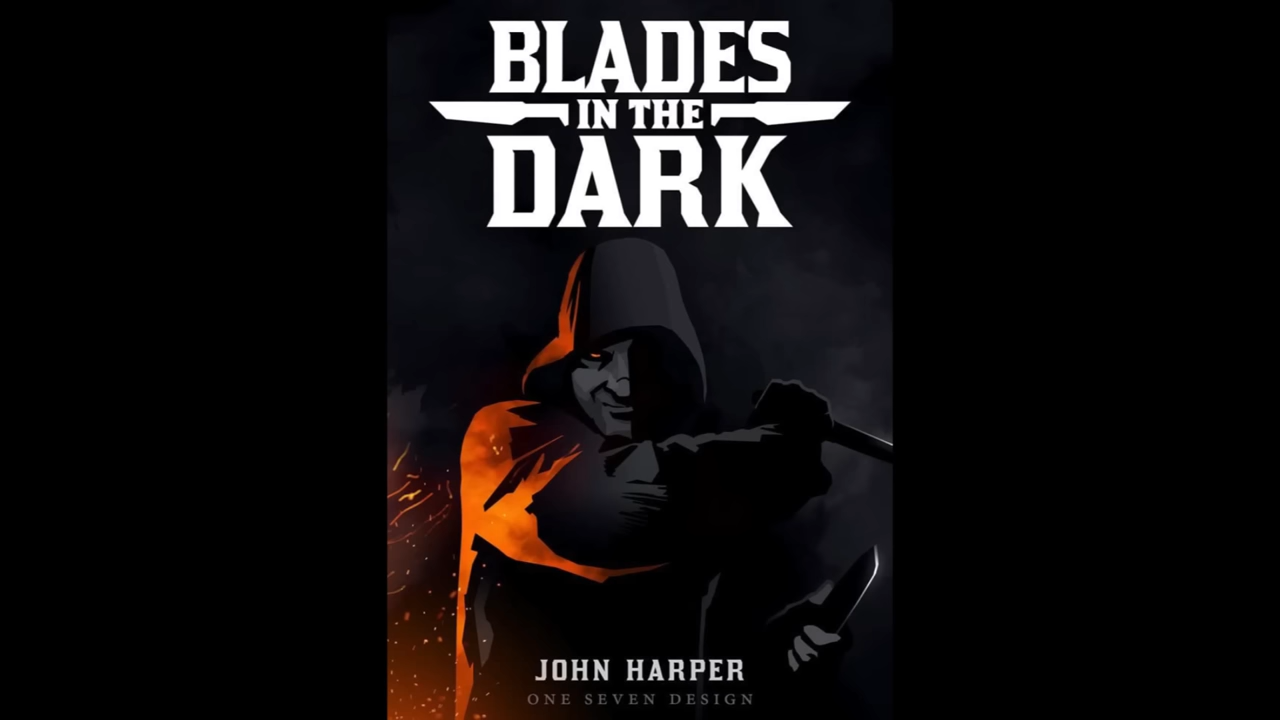 BLADES
IN THE
DARK
JOHN HARPER
ONE SEVEN DESIGN